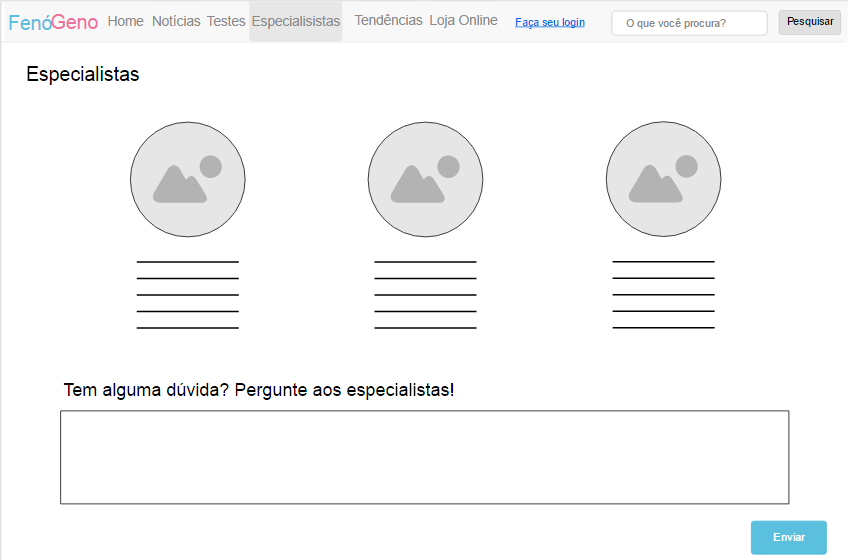 FenóGeno Home Notícias Testes Especialisistas Tendências Loja Online Faça seu login O que você procura? Pesquisar
Especialistas
Tem alguma dúvida? Pergunte aos especialistas!
Enviar